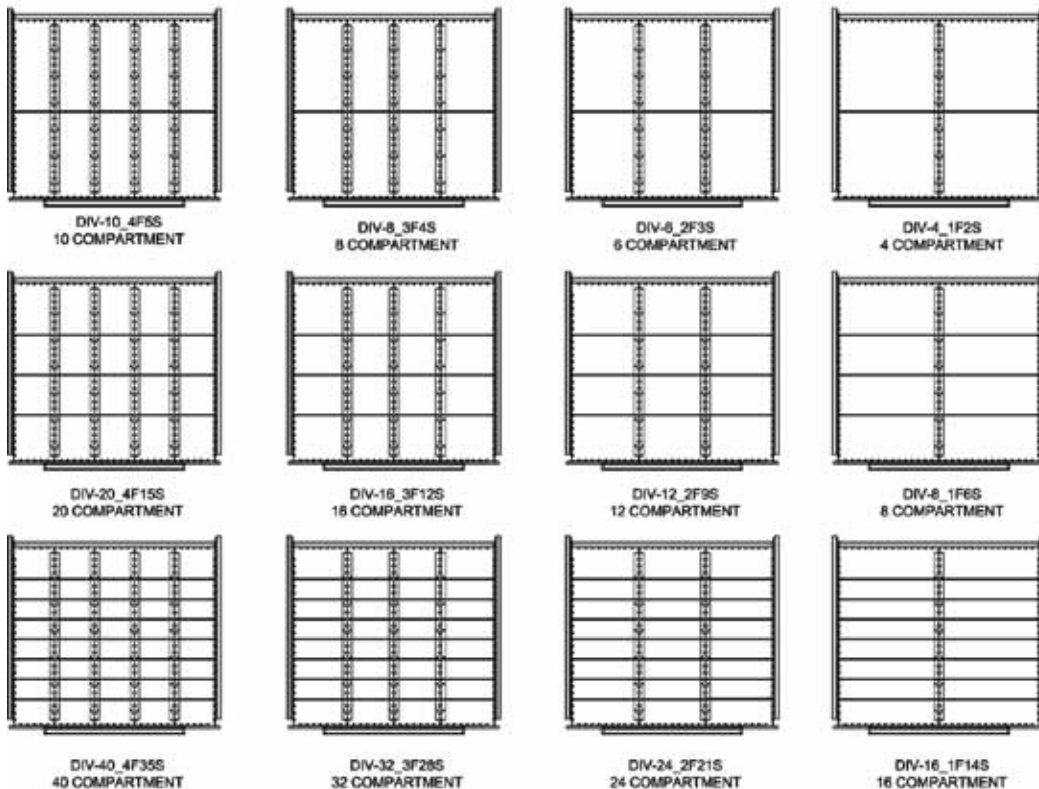 DIV-10_4F5S
10 COMPARTMENT
DIV-8_3F4S
8 COMPARTMENT
DIV-6_2F3S
6 COMPARTMENT
DIV-4_1F2S
4 COMPARTMENT
DIV-20_4F15S
20 COMPARTMENT
DIV-16_3F12S
16 COMPARTMENT
DIV-12_2F9S
12 COMPARTMENT
DIV-8_1F6S
8 COMPARTMENT
DIV-40_4F35S
40 COMPARTMENT
DIV-32_3F28S
32 COMPARTMENT
DIV-24_2F21S
24 COMPARTMENT
DIV-16_1F14S
16 COMPARTMENT